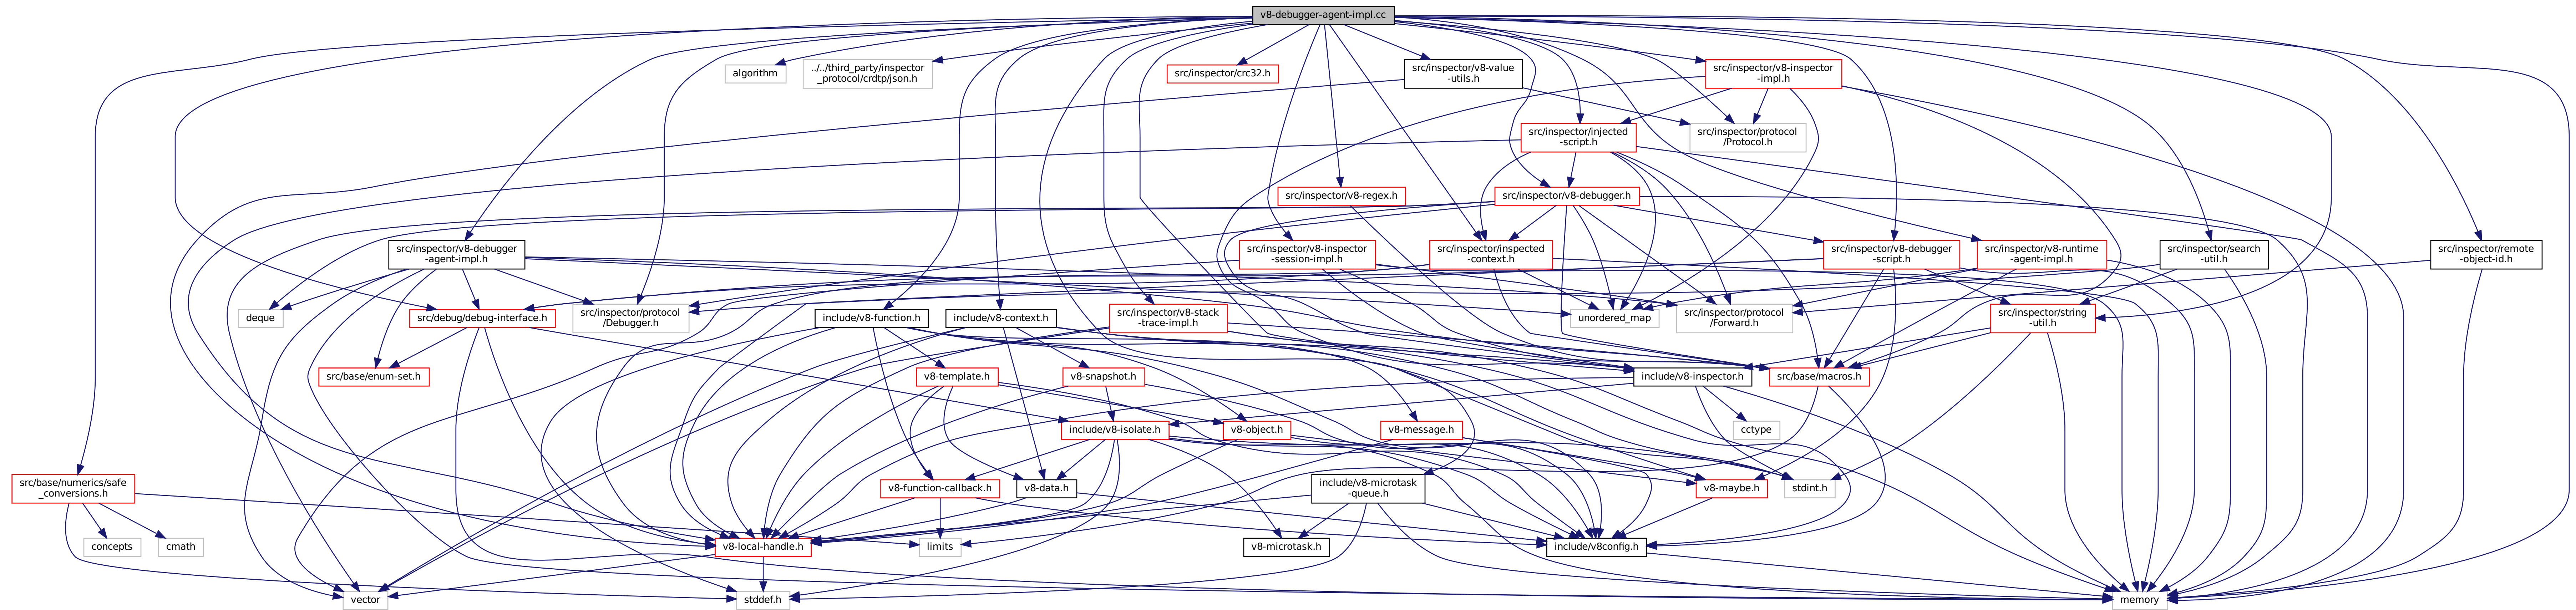 v8-debugger-agent-impl.cc
algorithm
../../third_party/inspector
_protocol/crdtp/json.h
src/inspector/crc32.h
src/inspector/v8-value
-utils.h
src/inspector/v8-inspector
-impl.h
src/inspector/injected
-script.h
src/inspector/protocol
/Protocol.h
src/inspector/v8-regex.h
src/inspector/v8-debugger.h
src/inspector/v8-debugger
-agent-impl.h
src/inspector/v8-inspector
-session-impl.h
src/inspector/inspected
-context.h
src/inspector/v8-debugger
-script.h
src/inspector/v8-runtime
-agent-impl.h
src/inspector/search
-util.h
src/inspector/remote
-object-id.h
deque
src/debug/debug-interface.h
src/inspector/protocol
/Debugger.h
include/v8-function.h
include/v8-context.h
src/inspector/v8-stack
-trace-impl.h
unordered_map
src/inspector/protocol
/Forward.h
src/inspector/string
-util.h
src/base/enum-set.h
v8-template.h
v8-snapshot.h
include/v8-inspector.h
src/base/macros.h
include/v8-isolate.h
v8-object.h
v8-message.h
cctype
src/base/numerics/safe
_conversions.h
v8-function-callback.h
v8-data.h
include/v8-microtask
-queue.h
v8-maybe.h
stdint.h
concepts
cmath
v8-local-handle.h
limits
v8-microtask.h
include/v8config.h
vector
stddef.h
memory